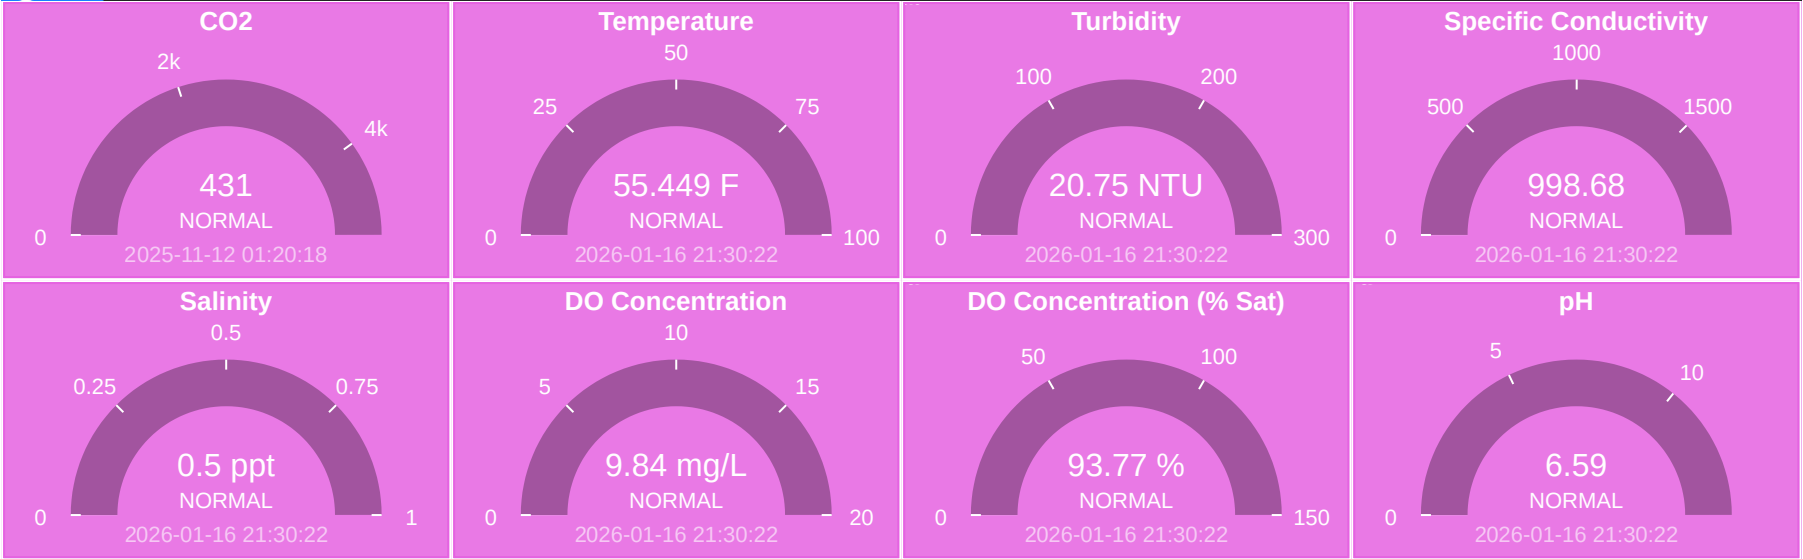 CO2
2k
4k
431
NORMAL
0
2025-11-12 01:20:18
Temperature
50
25
75
55.449 F
NORMAL
0
100
2026-01-16 21:30:22
Turbidity
100
200
20.75 NTU
NORMAL
0
300
2026-01-16 21:30:22
Specific Conductivity
1000
500
1500
998.68
NORMAL
0
2026-01-16 21:30:22
Salinity
0.5
0.25
0.75
0.5 ppt
NORMAL
0
1
2026-01-16 21:30:22
DO Concentration
10
5
15
9.84 mg/L
NORMAL
0
20
2026-01-16 21:30:22
DO Concentration (% Sat)
50
100
93.77 %
NORMAL
0
150
2026-01-16 21:30:22
pH
5
10
6.59
NORMAL
0
2026-01-16 21:30:22